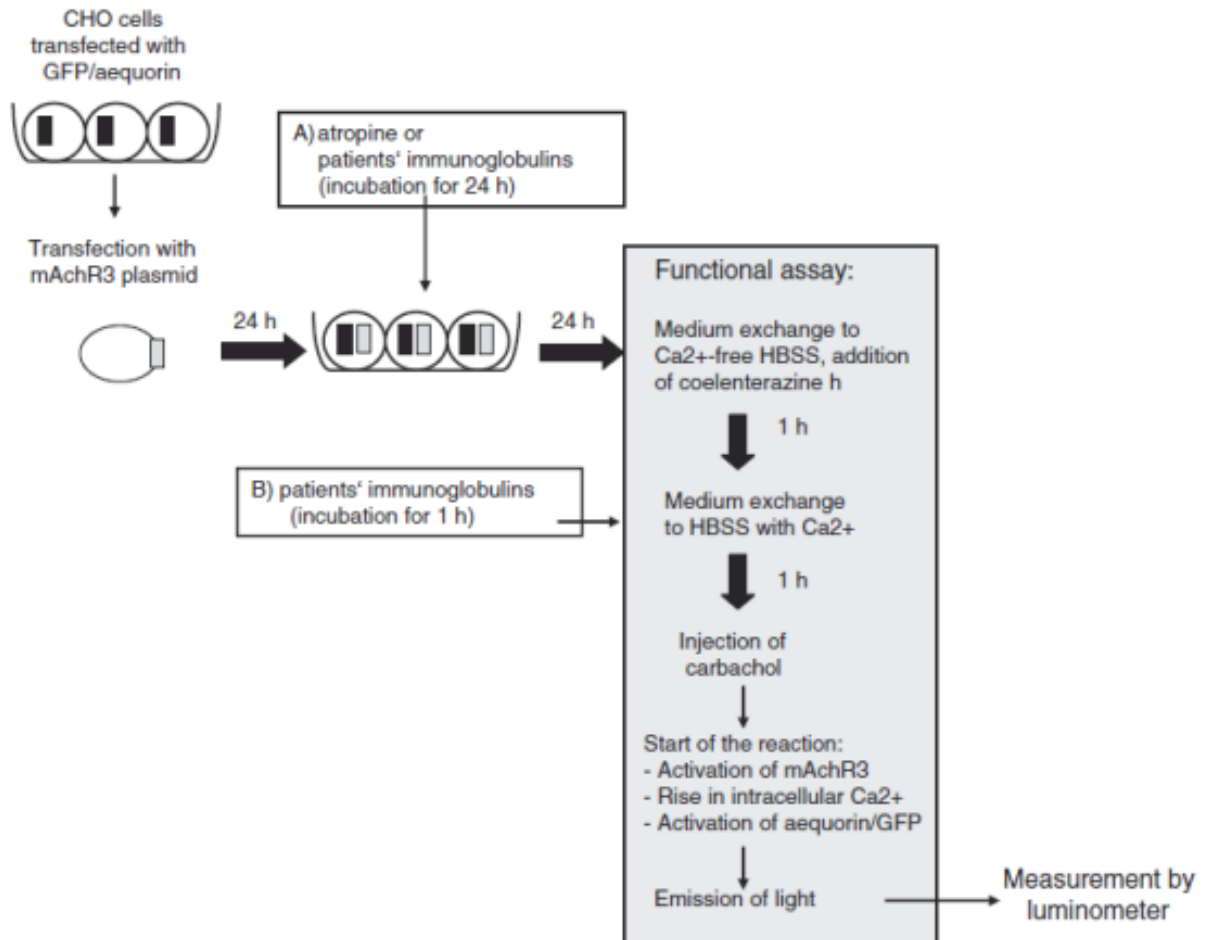 CHO cells
transfected with
GFP/aequorin
Transfection with
mAchR3 plasmid
24 h
A) atropine or
patients' immunoglobulins
(incubation for 24 h)
24 h
B) patients' immunoglobulins
(incubation for 1 h)
Functional assay:
Medium exchange to
Ca2+-free HBSS, addition
of coelenterazine h
1 h
Medium exchange
to HBSS with Ca2+
1 h
Injection of
carbachol
Start of the reaction:
- Activation of mAchR3
- Rise in intracellular Ca2+
- Activation of aequorin/GFP
Emission of light
Measurement by
luminometer